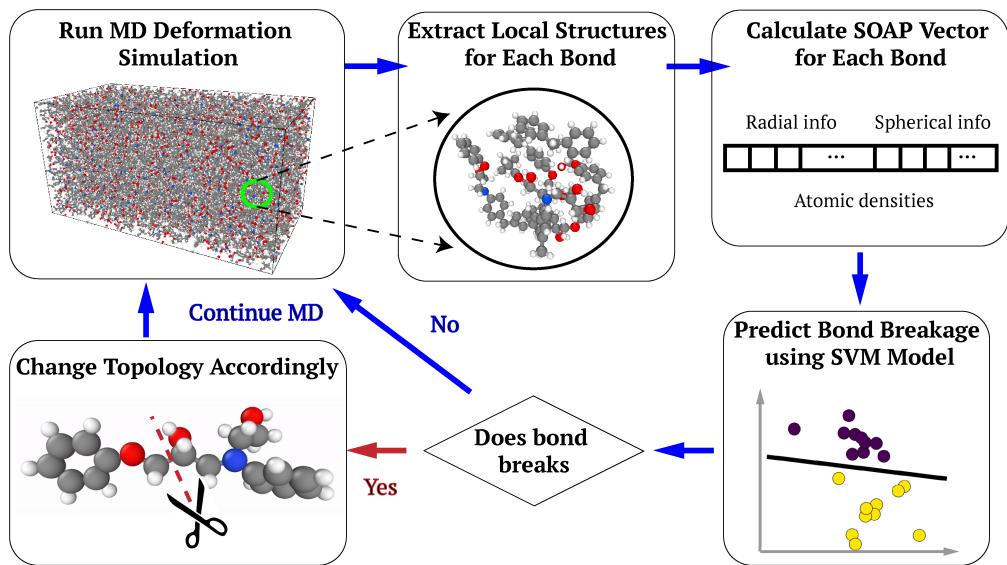 Run MD Deformation
Simulation
Extract Local Structures
for Each Bond
Calculate SOAP Vector
for Each Bond
Radial info
Spherical info
...
...
Atomic densities
Predict Bond Breakage
using SVM Model
Does bond
breaks
No
Yes
Continue MD
Change Topology Accordingly